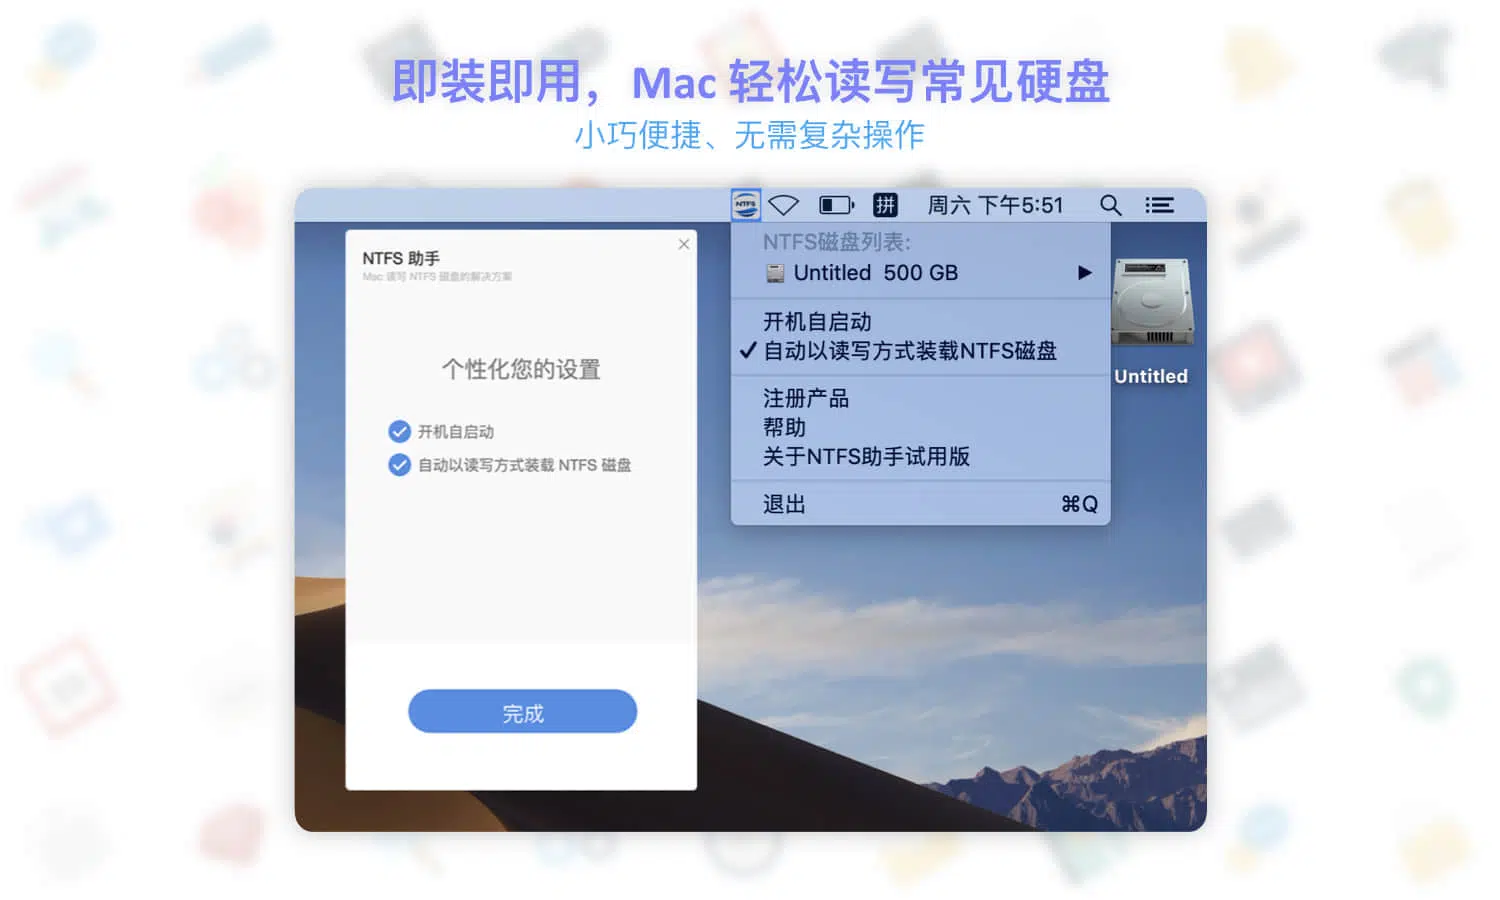 即装即用，Mac 轻松读写常见硬盘
小巧便捷、无需复杂操作
NTFS
拼
周六 下午5:51
NTFS 助手
Mac 读写 NTFS 磁盘的解决方案
个性化您的设置
开机自启动
自动以读写方式装载 NTFS 磁盘
完成
NTFS磁盘列表:
Untitled 500 GB
开机自启动
自动以读写方式装载NTFS磁盘
注册产品
帮助
关于NTFS助手试用版
退出 ⌘Q
Untitled